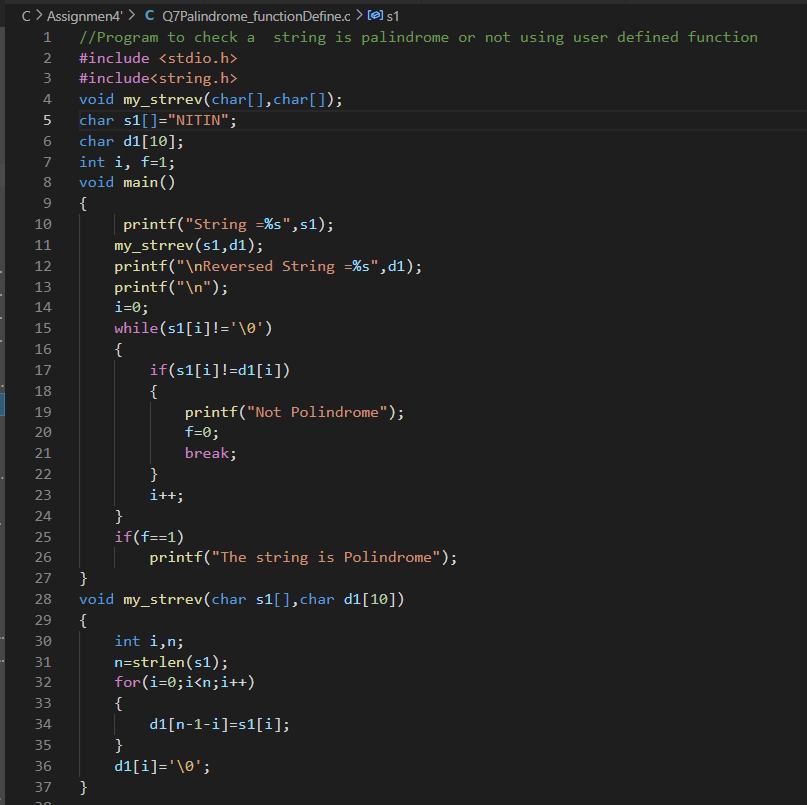 C > Assignmen4' > C Q7Palindrome_functionDefine.c > s1
1 //Program to check a  string is palindrome or not using user defined function
2 #include <stdio.h>
3 #include<string.h>
4 void my_strrev(char[],char[]);
5 char s1[]="NITIN";
6 char d1[10];
7 int i, f=1;
8 void main()
9 {
10      printf("String =%s",s1);
11     my_strrev(s1,d1);
12     printf("\nReversed String =%s",d1);
13     printf("\n");
14     i=0;
15     while(s1[i]!='\0')
16     {
17         if(s1[i]!=d1[i])
18         {
19             printf("Not Polindrome");
20             f=0;
21             break;
22         }
23         i++;
24     }
25     if(f==1)
26         printf("The string is Polindrome");
27 }
28 void my_strrev(char s1[],char d1[10])
29 {
30     int i,n;
31     n=strlen(s1);
32     for(i=0;i<n;i++)
33     {
34         d1[n-1-i]=s1[i];
35     }
36     d1[i]='\0';
37 }
38